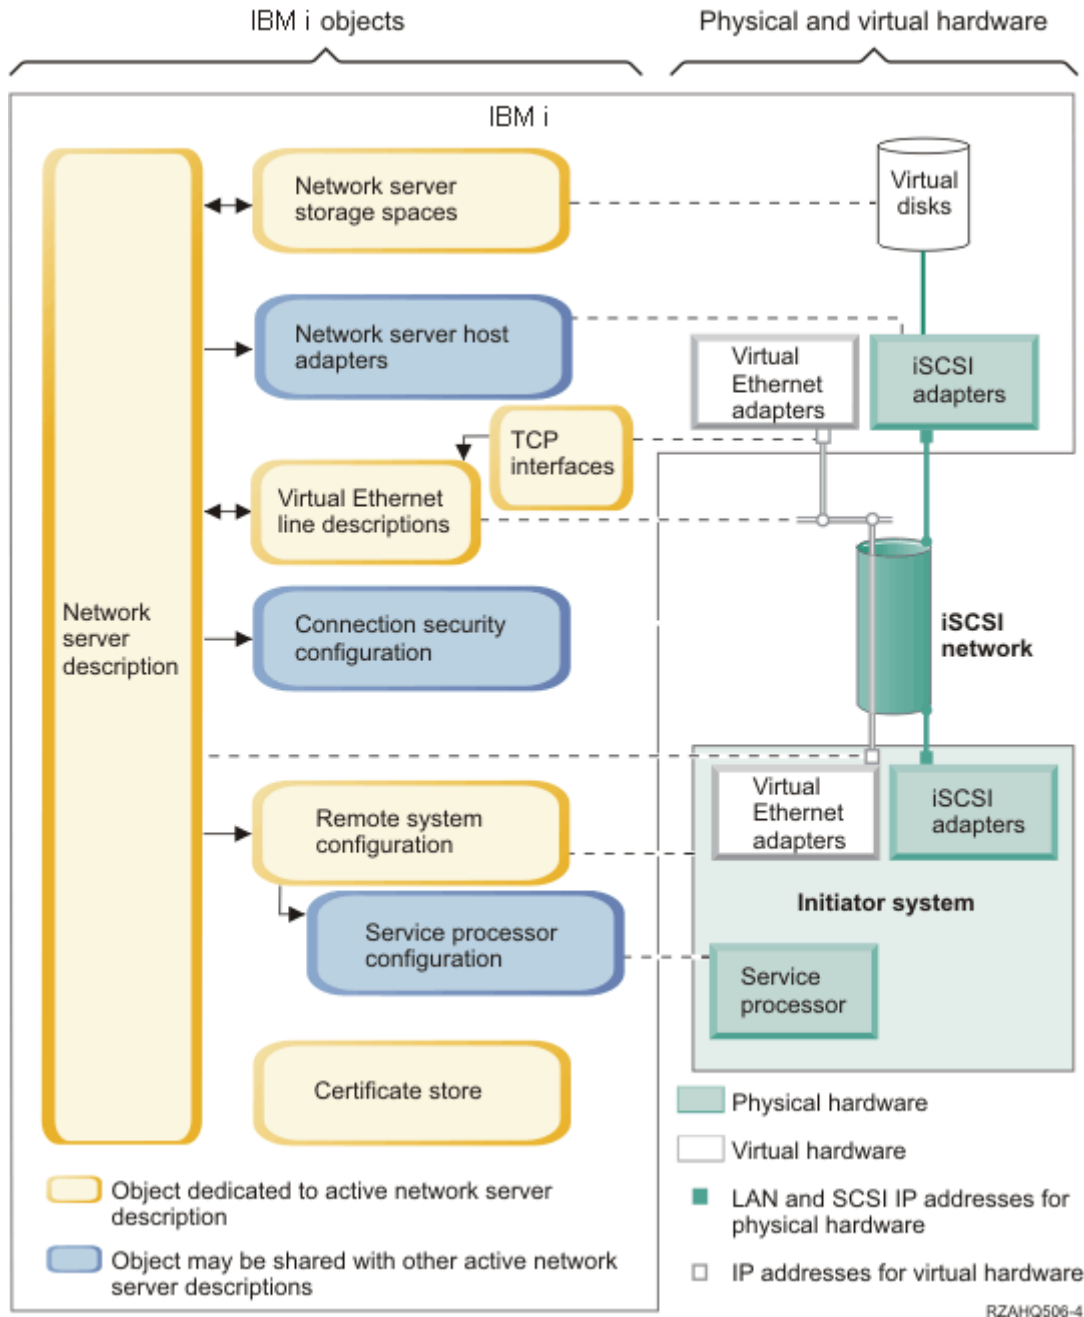 IBM i objects
Physical and virtual hardware
IBM i
Network server
storage spaces
Virtual
disks
Network server host
adapters
Virtual
Ethernet
adapters
iSCSI
adapters
TCP
interfaces
Virtual Ethernet
line descriptions
Network
server
description
Connection security
configuration
iSCSI
network
Remote system
configuration
Virtual
Ethernet
adapters
iSCSI
adapters
Initiator system
Service processor
configuration
Service
processor
Certificate store
Object dedicated to active network server
description
Object may be shared with other active network
server descriptions
Physical hardware
Virtual hardware
LAN and SCSI IP addresses for
physical hardware
IP addresses for virtual hardware
RZAHQ506-4